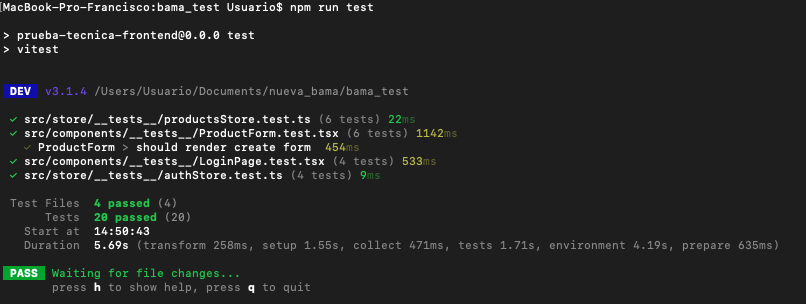 [MacBook-Pro-Francisco:bama_test Usuario$ npm run test
> prueba-tecnica-frontend@0.0.0 test
> vitest
DEV v3.1.4 /Users/Usuario/Documents/nueva_bama/bama_test
✓ src/store/__tests__/productsStore.test.ts (6 tests) 22ms
✓ src/components/__tests__/ProductForm.test.tsx (6 tests) 1142ms
✓ ProductForm > should render create form 454ms
✓ src/components/__tests__/LoginPage.test.tsx (4 tests) 533ms
✓ src/store/__tests__/authStore.test.ts (4 tests) 9ms
Test Files 4 passed (4)
Tests 20 passed (20)
Start at 14:50:43
Duration 5.69s (transform 258ms, setup 1.55s, collect 471ms, tests 1.71s, environment 4.19s, prepare 635ms)
PASS Waiting for file changes...
press h to show help, press q to quit